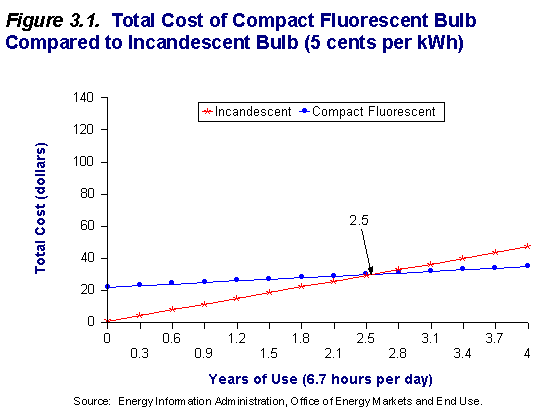 Figure 3.1. Total Cost of Compact Fluorescent Bulb
Compared to Incandescent Bulb (5 cents per kWh)
140
120
100
80
60
40
20
0
Total Cost (dollars)
Incandescent Compact Fluorescent
2.5
0 0.6 1.2 1.8 2.5 3.1 3.7
0.3 0.9 1.5 2.1 2.8 3.4 4
Years of Use (6.7 hours per day)
Source: Energy Information Administration, Office of Energy Markets and End Use.